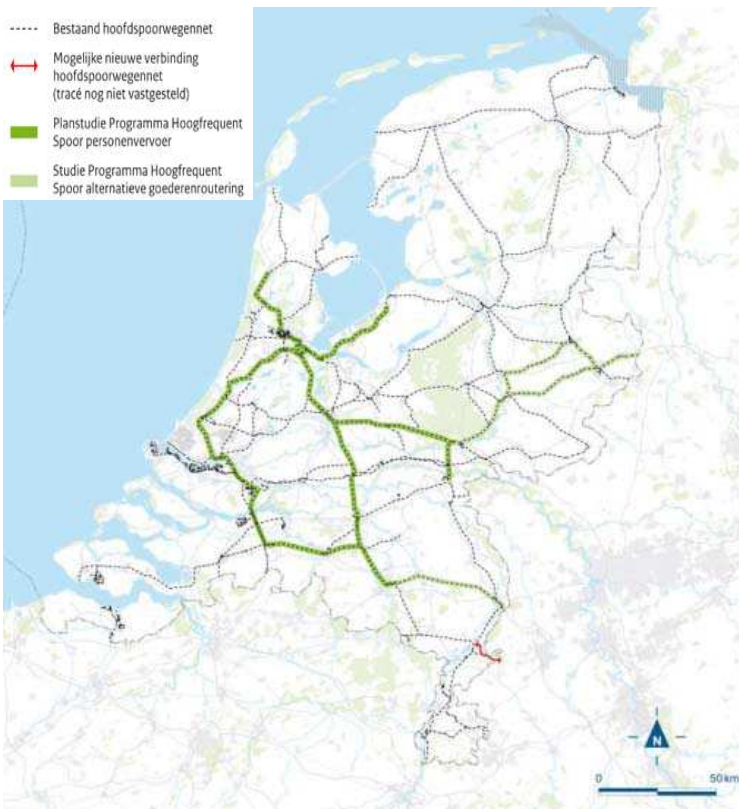 Bestaand hoofdspoorwegennet
Mogelijke nieuwe verbinding
hoofdspoorwegennet
(tracé nog niet vastgesteld)
Planstudie Programma Hoogfrequent
Spoor personenvervoer
Studie Programma Hoogfrequent
Spoor alternatieve goederenroutering
N
0 50 km